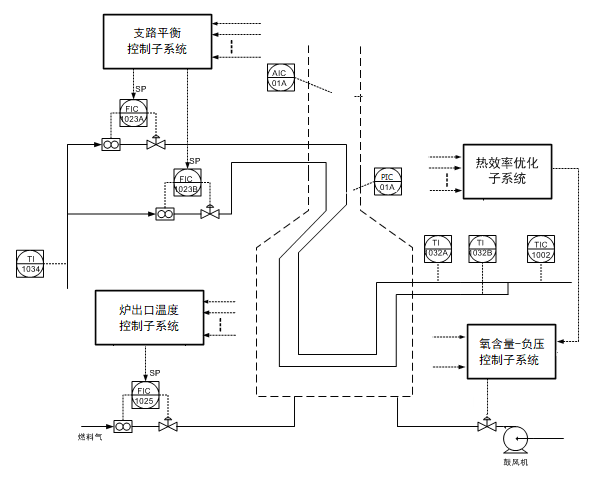 支路平衡
控制子系统
AIC
01A
SP
FIC
1023A
热效率优化
子系统
SP
FIC
1023B
PIC
01A
TI
1034
TI
032A
TI
032B
TIC
1002
炉出口温度
控制子系统
氧含量-负压
控制子系统
SP
FIC
1025
燃料气
鼓风机